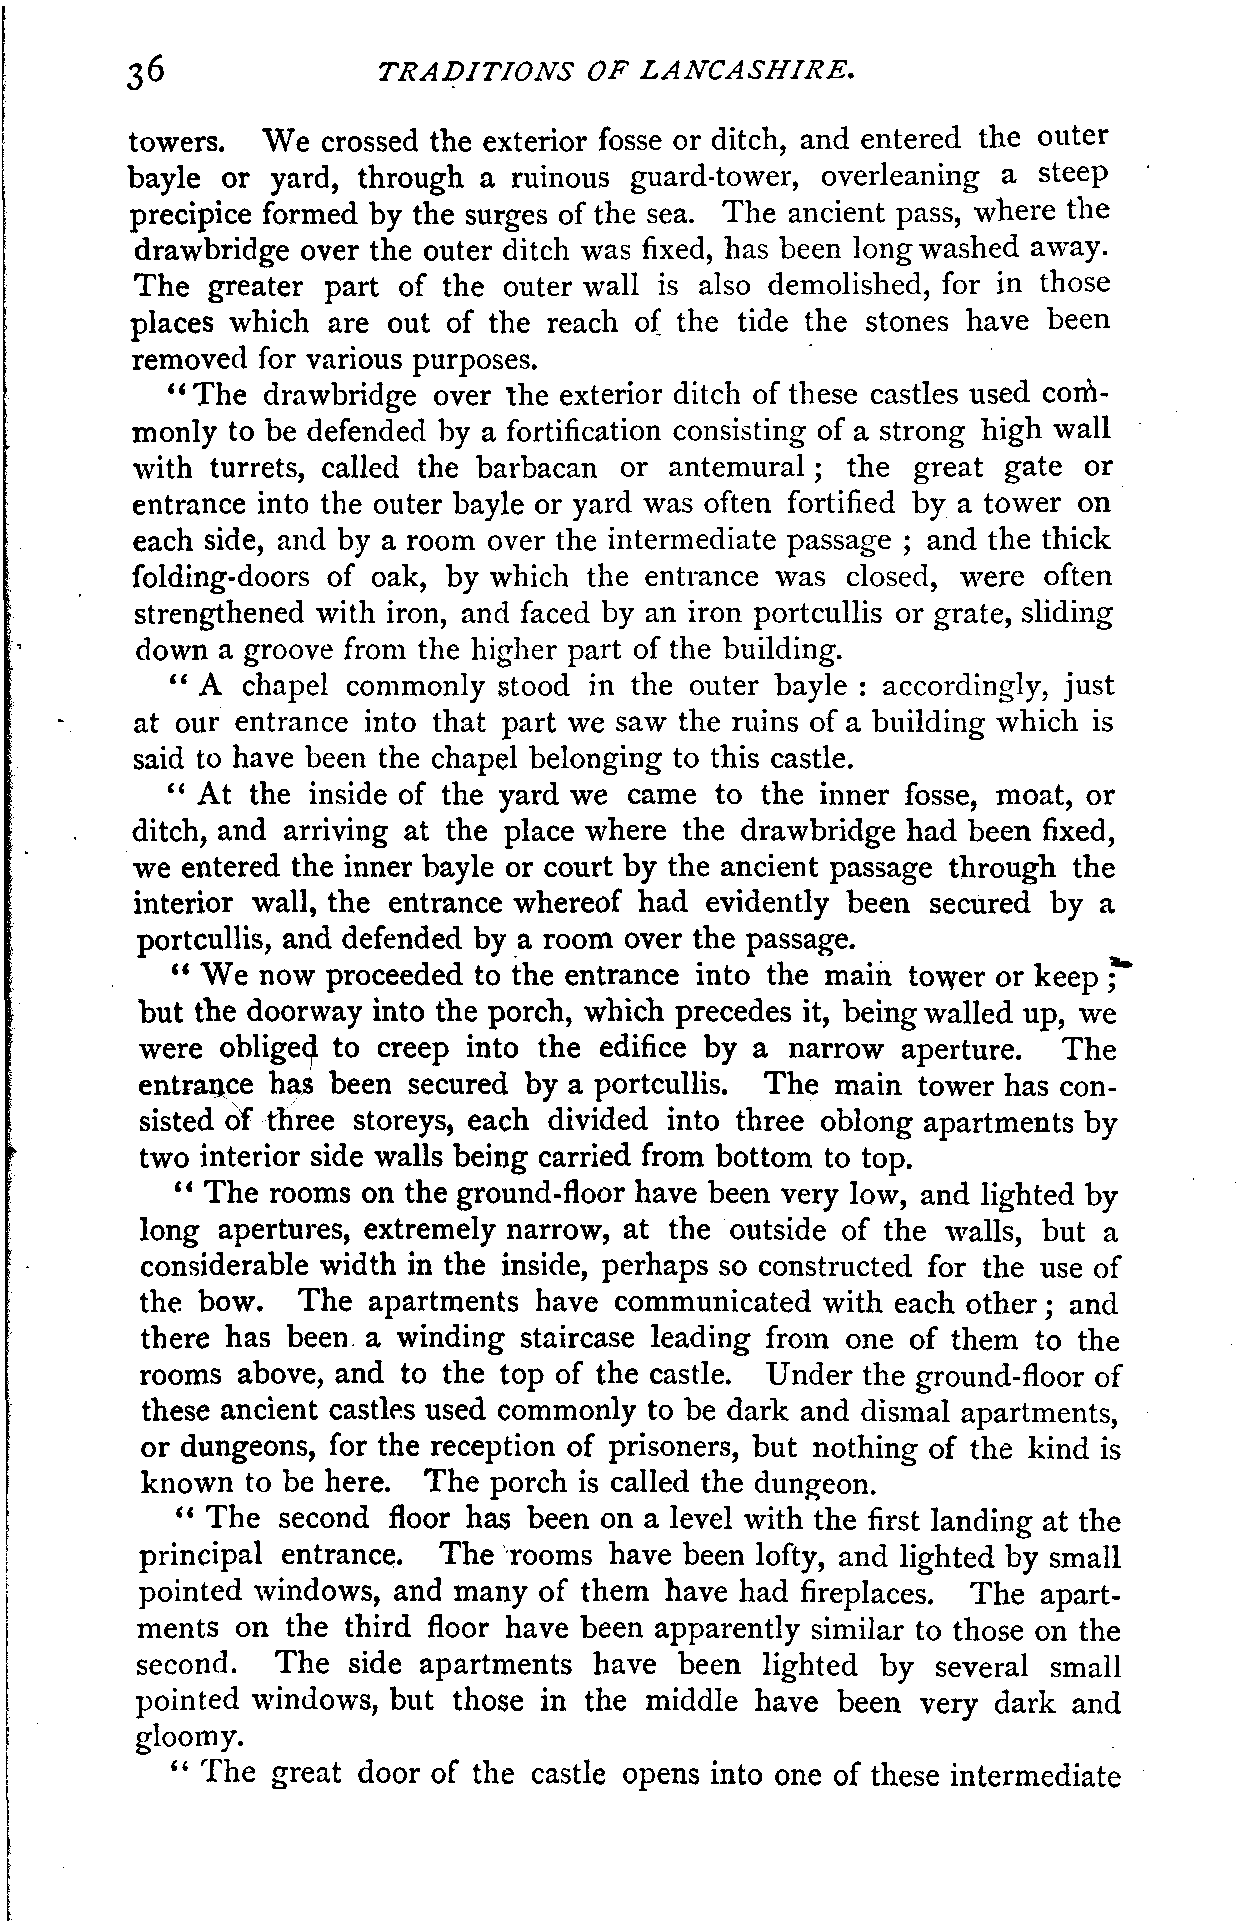 36 TRADITIONS OF LANCASHIRE.
towers. We crossed the exterior fosse or ditch, and entered the outer
bayle or yard, through a ruinous guard-tower, overleaning a steep
precipice formed by the surges of the sea. The ancient pass, where the
drawbridge over the outer ditch was fixed, has been long washed away.
The greater part of the outer wall is also demolished, for in those
places which are out of the reach of the tide the stones have been
removed for various purposes.
“The drawbridge over the exterior ditch of these castles used com-
monly to be defended by a fortification consisting of a strong high wall
with turrets, called the barbacan or antemural; the great gate or
entrance into the outer bayle or yard was often fortified by a tower on
each side, and by a room over the intermediate passage; and the thick
folding-doors of oak, by which the entrance was closed, were often
strengthened with iron, and faced by an iron portcullis or grate, sliding
down a groove from the higher part of the building.
“A chapel commonly stood in the outer bayle: accordingly, just
at our entrance into that part we saw the ruins of a building which is
said to have been the chapel belonging to this castle.
“At the inside of the yard we came to the inner fosse, moat, or
ditch, and arriving at the place where the drawbridge had been fixed,
we entered the inner bayle or court by the ancient passage through the
interior wall, the entrance whereof had evidently been secured by a
portcullis, and defended by a room over the passage.
“We now proceeded to the entrance into the main tower or keep;
but the doorway into the porch, which precedes it, being walled up, we
were obliged to creep into the edifice by a narrow aperture. The
entrance has been secured by a portcullis. The main tower has con-
sisted of three storeys, each divided into three oblong apartments by
two interior side walls being carried from bottom to top.
“The rooms on the ground-floor have been very low, and lighted by
long apertures, extremely narrow, at the outside of the walls, but a
considerable width in the inside, perhaps so constructed for the use of
the bow. The apartments have communicated with each other; and
there has been a winding staircase leading from one of them to the
rooms above, and to the top of the castle. Under the ground-floor of
these ancient castles used commonly to be dark and dismal apartments,
or dungeons, for the reception of prisoners, but nothing of the kind is
known to be here. The porch is called the dungeon.
“The second floor has been on a level with the first landing at the
principal entrance. The rooms have been lofty, and lighted by small
pointed windows, and many of them have had fireplaces. The apart-
ments on the third floor have been apparently similar to those on the
second. The side apartments have been lighted by several small
pointed windows, but those in the middle have been very dark and
gloomy.
“The great door of the castle opens into one of these intermediate